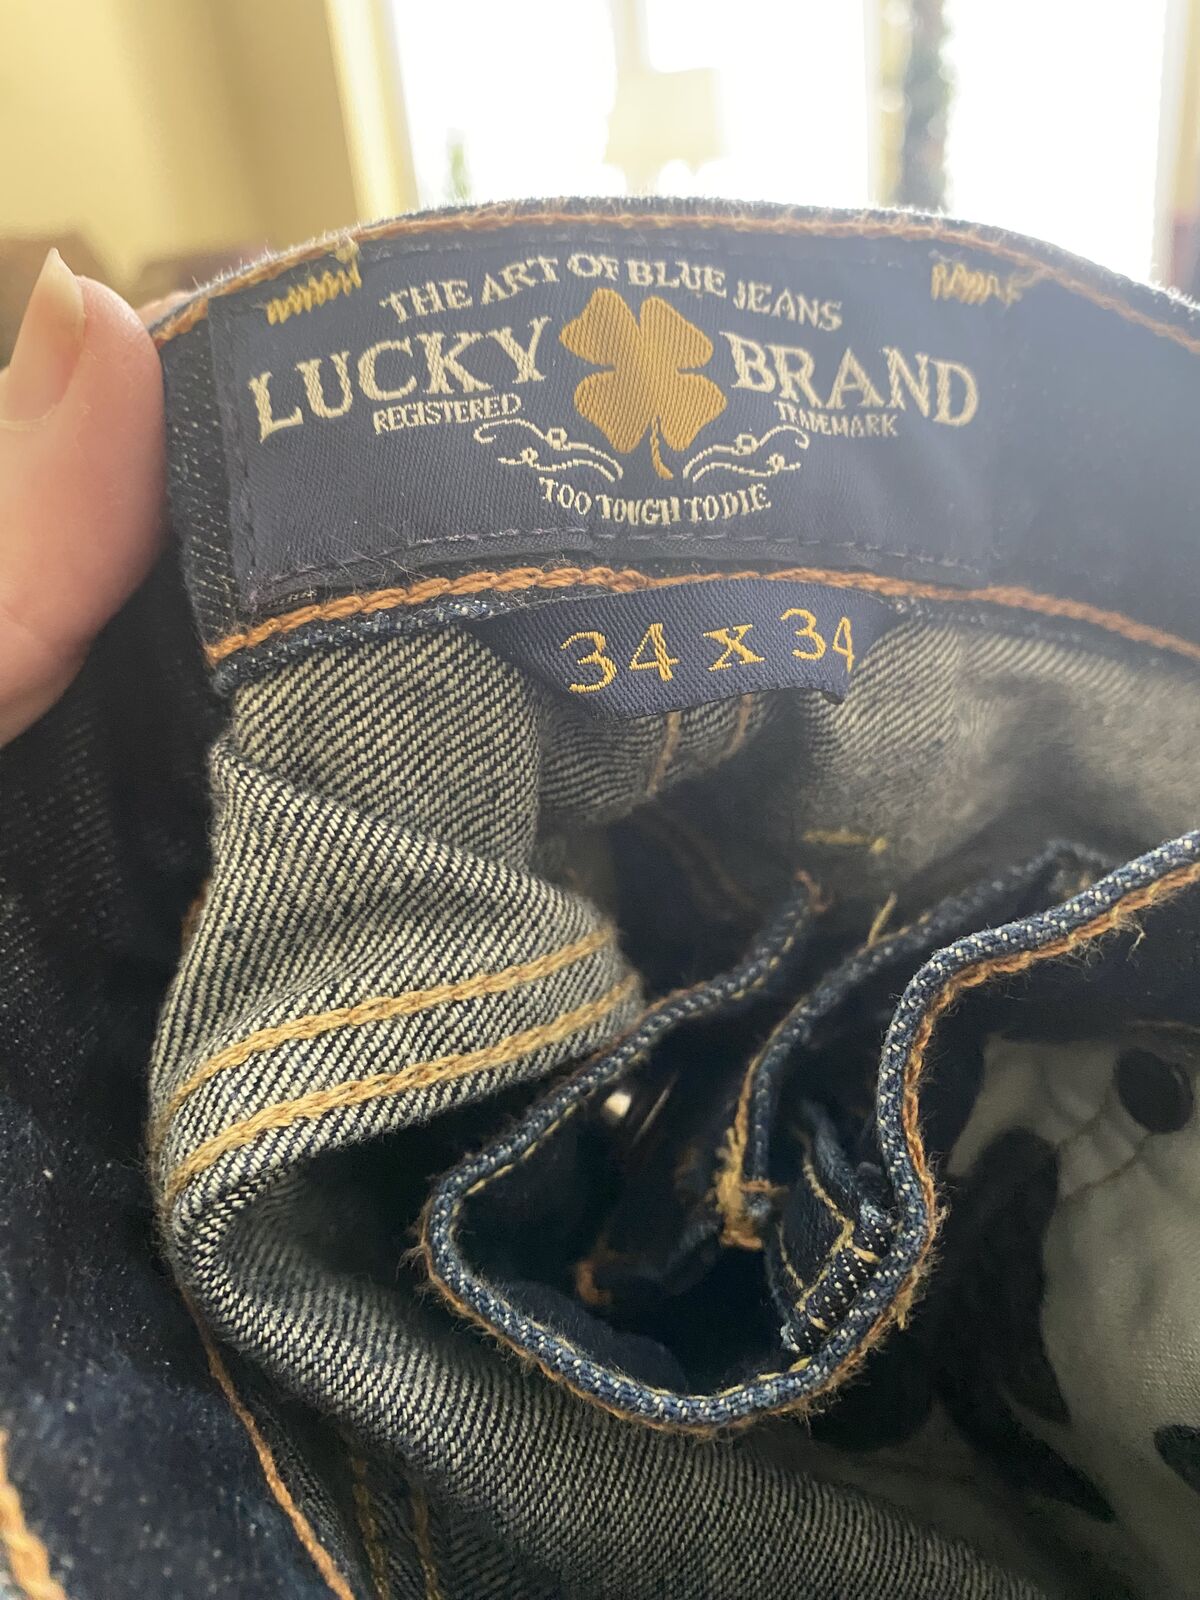 THE ART OF BLUE JEANS
LUCKY BRAND
REGISTERED TRADEMARK
TOO TOUGH TO DIE
34 x 34